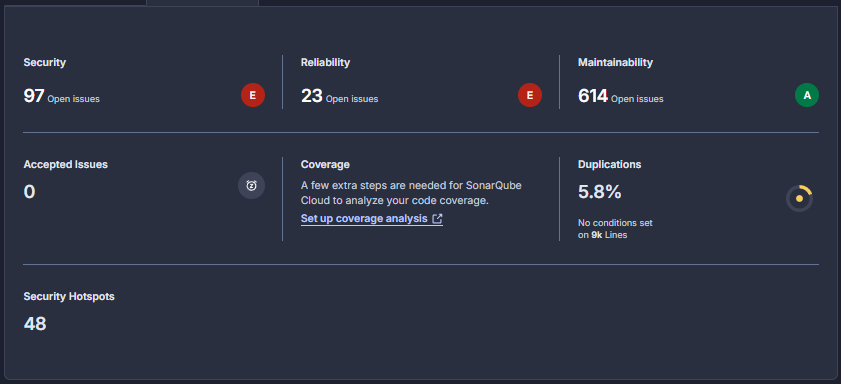 Security
97 Open issues
E
Reliability
23 Open issues
E
Maintainability
614 Open issues
A
Accepted Issues
0
Coverage
A few extra steps are needed for SonarQube
Cloud to analyze your code coverage.
Set up coverage analysis
Duplications
5.8%
No conditions set
on 9k Lines
Security Hotspots
48